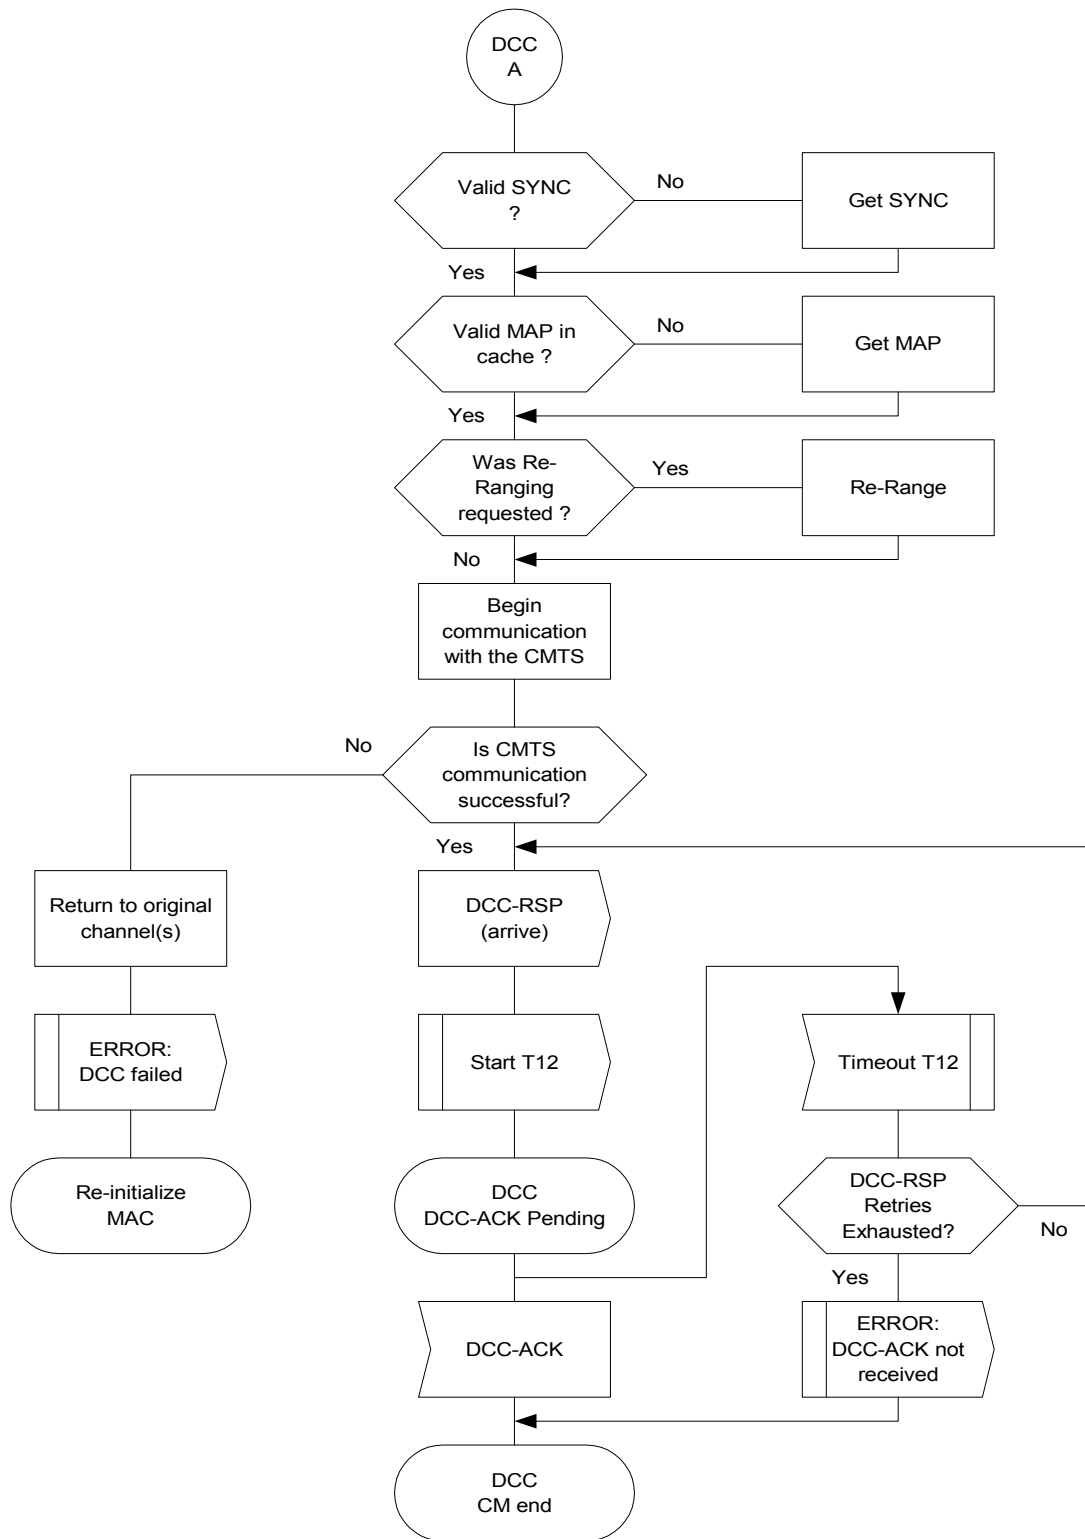 DCC
A
Valid SYNC
?
No
Get SYNC
Yes
Valid MAP in
cache ?
No
Get MAP
Yes
Was Re-
Ranging
requested ?
Yes
Re-Range
No
Begin
communication
with the CMTS
No
Is CMTS
communication
successful?
Yes
Return to original
channel(s)
DCC-RSP
(arrive)
ERROR:
DCC failed
Start T12
Timeout T12
Re-initialize
MAC
DCC
DCC-ACK Pending
DCC-RSP
Retries
Exhausted?
No
Yes
DCC-ACK
ERROR:
DCC-ACK not
received
DCC
CM end